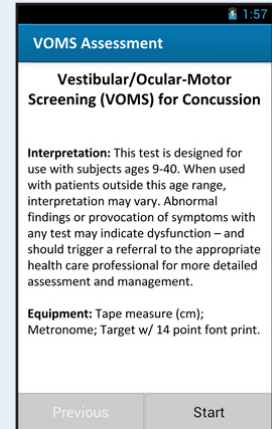 1:57
VOMS Assessment
Vestibular/Ocular-Motor
Screening (VOMS) for Concussion
Interpretation: This test is designed for
use with subjects ages 9-40. When used
with patients outside this age range,
interpretation may vary. Abnormal
findings or provocation of symptoms with
any test may indicate dysfunction – and
should trigger a referral to the appropriate
health care professional for more detailed
assessment and management.
Equipment: Tape measure (cm);
Metronome; Target w/ 14 point font print.
Previous
Start